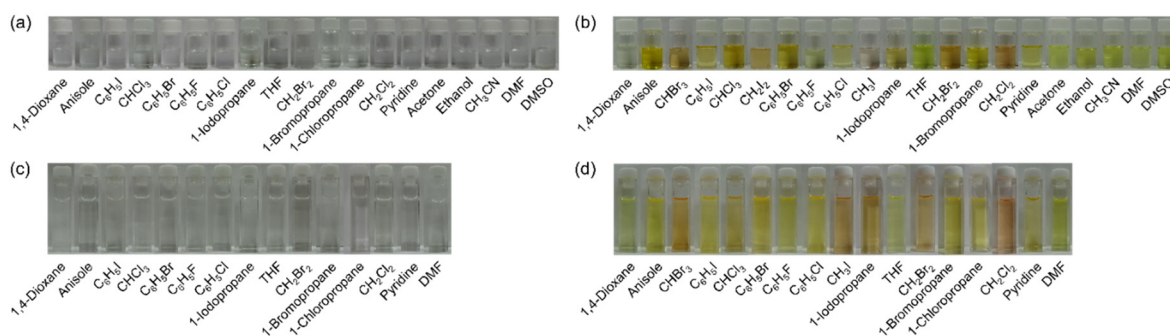 (a)
1,4-Dioxane
Anisole
C₆H₅I
CHCl₃
C₆H₅Br
C₆H₅F
C₆H₅Cl
1-Iodopropane
THF
CH₂Br₂
1-Bromopropane
1-Chloropropane
CH₂Cl₂
Pyridine
Acetone
Ethanol
CH₃CN
DMF
DMSO
(b)
1,4-Dioxane
Anisole
CHBr₃
C₆H₅I
CHCl₃
CH₂I₂
C₆H₅Br
C₆H₅F
C₆H₅Cl
CH₃I
1-Iodopropane
THF
CH₂Br₂
1-Bromopropane
CH₂Cl₂
Pyridine
Acetone
Ethanol
CH₃CN
DMF
DMSO
(c)
1,4-Dioxane
Anisole
C₆H₅I
CHCl₃
C₆H₅Br
C₆H₅F
C₆H₅Cl
1-Iodopropane
THF
CH₂Br₂
1-Bromopropane
1-Chloropropane
CH₂Cl₂
Pyridine
DMF
(d)
1,4-Dioxane
Anisole
CHBr₃
C₆H₅I
CHCl₃
C₆H₅Br
C₆H₅F
C₆H₅Cl
CH₃I
1-Iodopropane
THF
CH₂Br₂
1-Bromopropane
1-Chloropropane
CH₂Cl₂
Pyridine
DMF